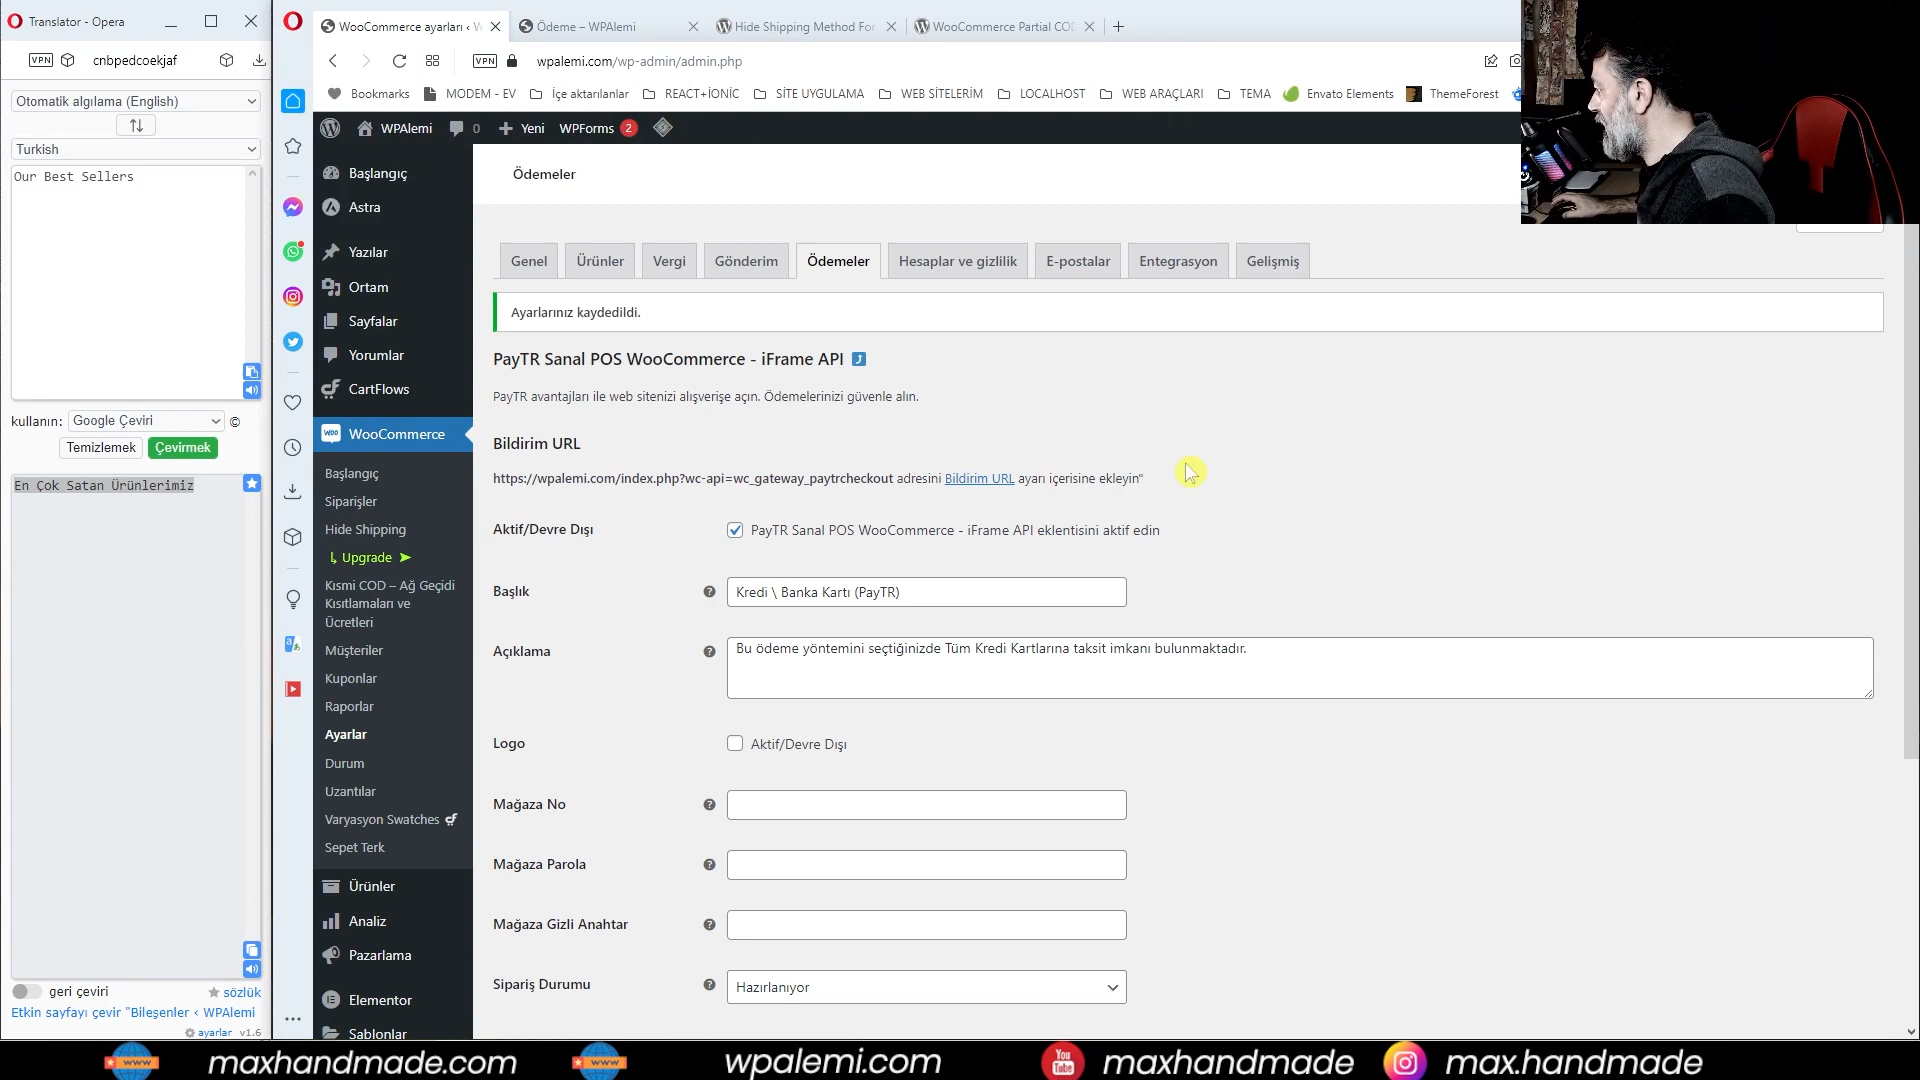 Translator - Opera
VPN
cnbpedcoekjaf
Otomatik algılama (English)
Turkish
Our Best Sellers
kullanın:
Google Çeviri
©
Temizlemek
Çevirmek
En Çok Satan Ürünlerimiz
geri çeviri
sözlük
Etkin sayfayı çevir "Bileşenler ‹ WPAlemi
ayarlar v1.6
WooCommerce ayarları ‹ W
Ödeme – WPAlemi
Hide Shipping Method For
WooCommerce Partial COD
VPN
wpalemi.com/wp-admin/admin.php
Bookmarks
MODEM - EV
İçe aktarılanlar
REACT+İONİC
SİTE UYGULAMA
WEB SİTELERİM
LOCALHOST
WEB ARAÇLARI
TEMA
Envato Elements
ThemeForest
WPAlemi
0
Yeni
WPForms 2
Başlangıç
Astra
Yazılar
Ortam
Sayfalar
Yorumlar
CartFlows
WOO
WooCommerce
Başlangıç
Siparişler
Hide Shipping
↳ Upgrade ➤
Kısmi COD – Ağ Geçidi
Kısıtlamaları ve
Ücretleri
Müşteriler
Kuponlar
Raporlar
Ayarlar
Durum
Uzantılar
Varyasyon Swatches
Sepet Terk
Ürünler
Analiz
Pazarlama
Elementor
Şablonlar
Ödemeler
Genel
Ürünler
Vergi
Gönderim
Ödemeler
Hesaplar ve gizlilik
E-postalar
Entegrasyon
Gelişmiş
Ayarlarınız kaydedildi.
PayTR Sanal POS WooCommerce - iFrame API ⤴
PayTR avantajları ile web sitenizi alışverişe açın. Ödemelerinizi güvenle alın.
Bildirim URL
https://wpalemi.com/index.php?wc-api=wc_gateway_paytrcheckout adresini Bildirim URL ayarı içerisine ekleyin"
Aktif/Devre Dışı
PayTR Sanal POS WooCommerce - iFrame API eklentisini aktif edin
Başlık
Kredi \ Banka Kartı (PayTR)
Açıklama
Bu ödeme yöntemini seçtiğinizde Tüm Kredi Kartlarına taksit imkanı bulunmaktadır.
Logo
Aktif/Devre Dışı
Mağaza No
Mağaza Parola
Mağaza Gizli Anahtar
Sipariş Durumu
Hazırlanıyor
www
maxhandmade.com
www
wpalemi.com
You Tube
maxhandmade
max.handmade